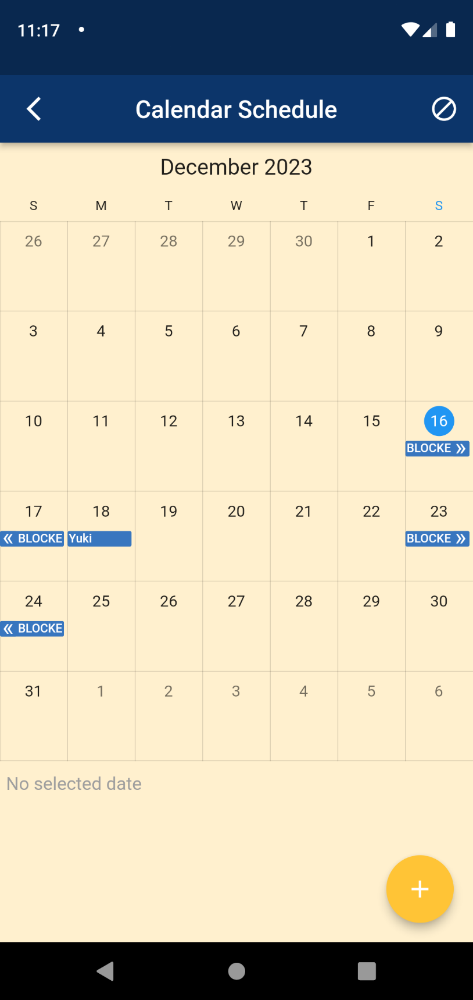 11:17
Calendar Schedule
December 2023
S M T W T F S
26 27 28 29 30 1 2
3 4 5 6 7 8 9
10 11 12 13 14 15 16
BLOCKE
17 18 19 20 21 22 23
BLOCKE Yuki BLOCKE
24 25 26 27 28 29 30
BLOCKE
31 1 2 3 4 5 6
No selected date